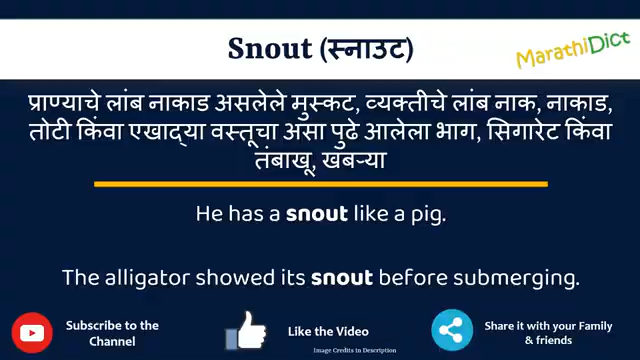 Snout (स्नाउट)
MarathiDict
प्राण्याचे लांब नाकाड असलेले मुस्कट, व्यक्तीचे लांब नाक, नाकाड,
तोटी किंवा एखाद्या वस्तूचा असा पुढे आलेला भाग, सिगारेट किंवा
तंबाखू, खबऱ्या
He has a snout like a pig.
The alligator showed its snout before submerging.
Subscribe to the
Channel
Like the Video
Share it with your Family
& friends
Image Credits in Description